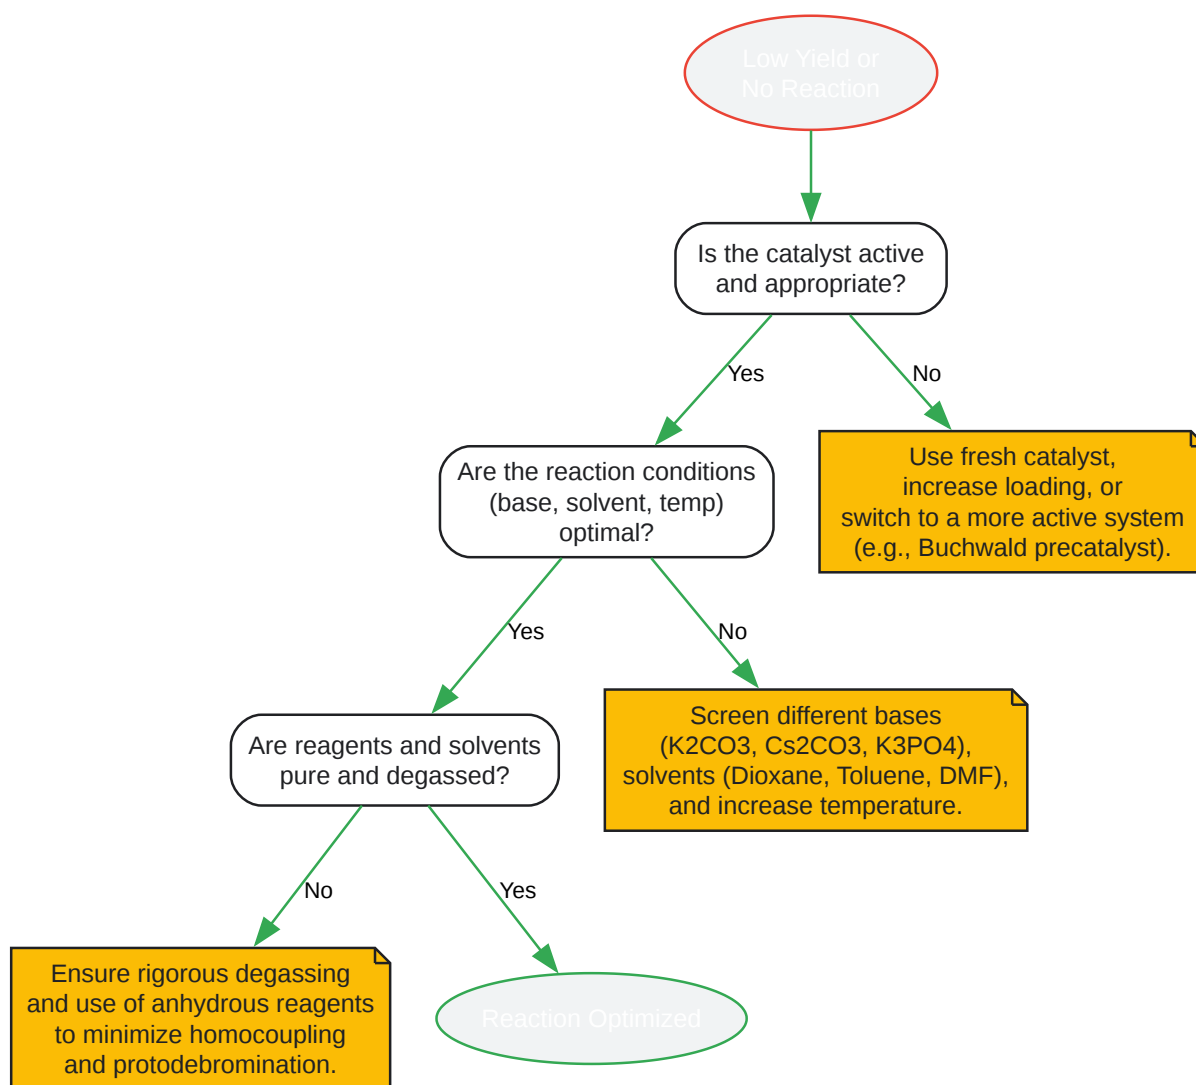 Low Yield or
No Reaction
Is the catalyst active
and appropriate?
Yes
No
Are the reaction conditions
(base, solvent, temp)
optimal?
Use fresh catalyst,
increase loading, or
switch to a more active system
(e.g., Buchwald precatalyst).
Yes
No
Are reagents and solvents
pure and degassed?
Screen different bases
(K2CO3, Cs2CO3, K3PO4),
solvents (Dioxane, Toluene, DMF),
and increase temperature.
No
Yes
Ensure rigorous degassing
and use of anhydrous reagents
to minimize homocoupling
and protodebromination.
Reaction Optimized